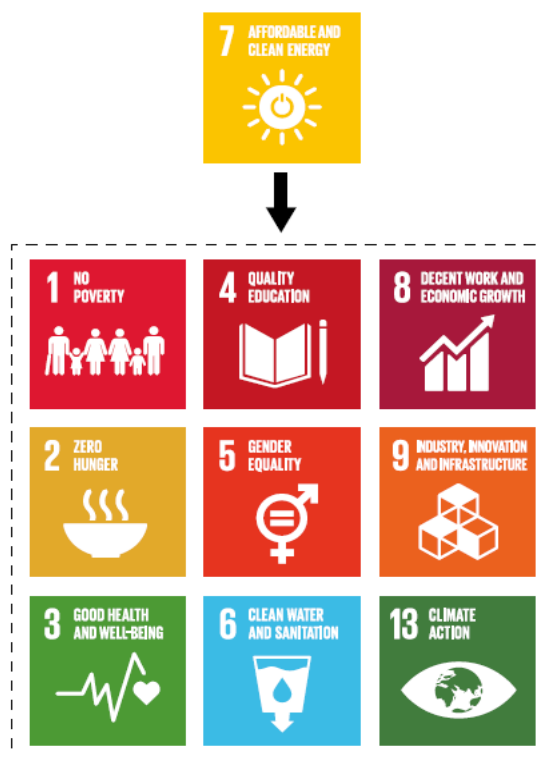 7 AFFORDABLE AND
CLEAN ENERGY
1 NO
POVERTY
4 QUALITY
EDUCATION
8 DECENT WORK AND
ECONOMIC GROWTH
2 ZERO
HUNGER
5 GENDER
EQUALITY
9 INDUSTRY, INNOVATION
AND INFRASTRUCTURE
3 GOOD HEALTH
AND WELL-BEING
6 CLEAN WATER
AND SANITATION
13 CLIMATE
ACTION